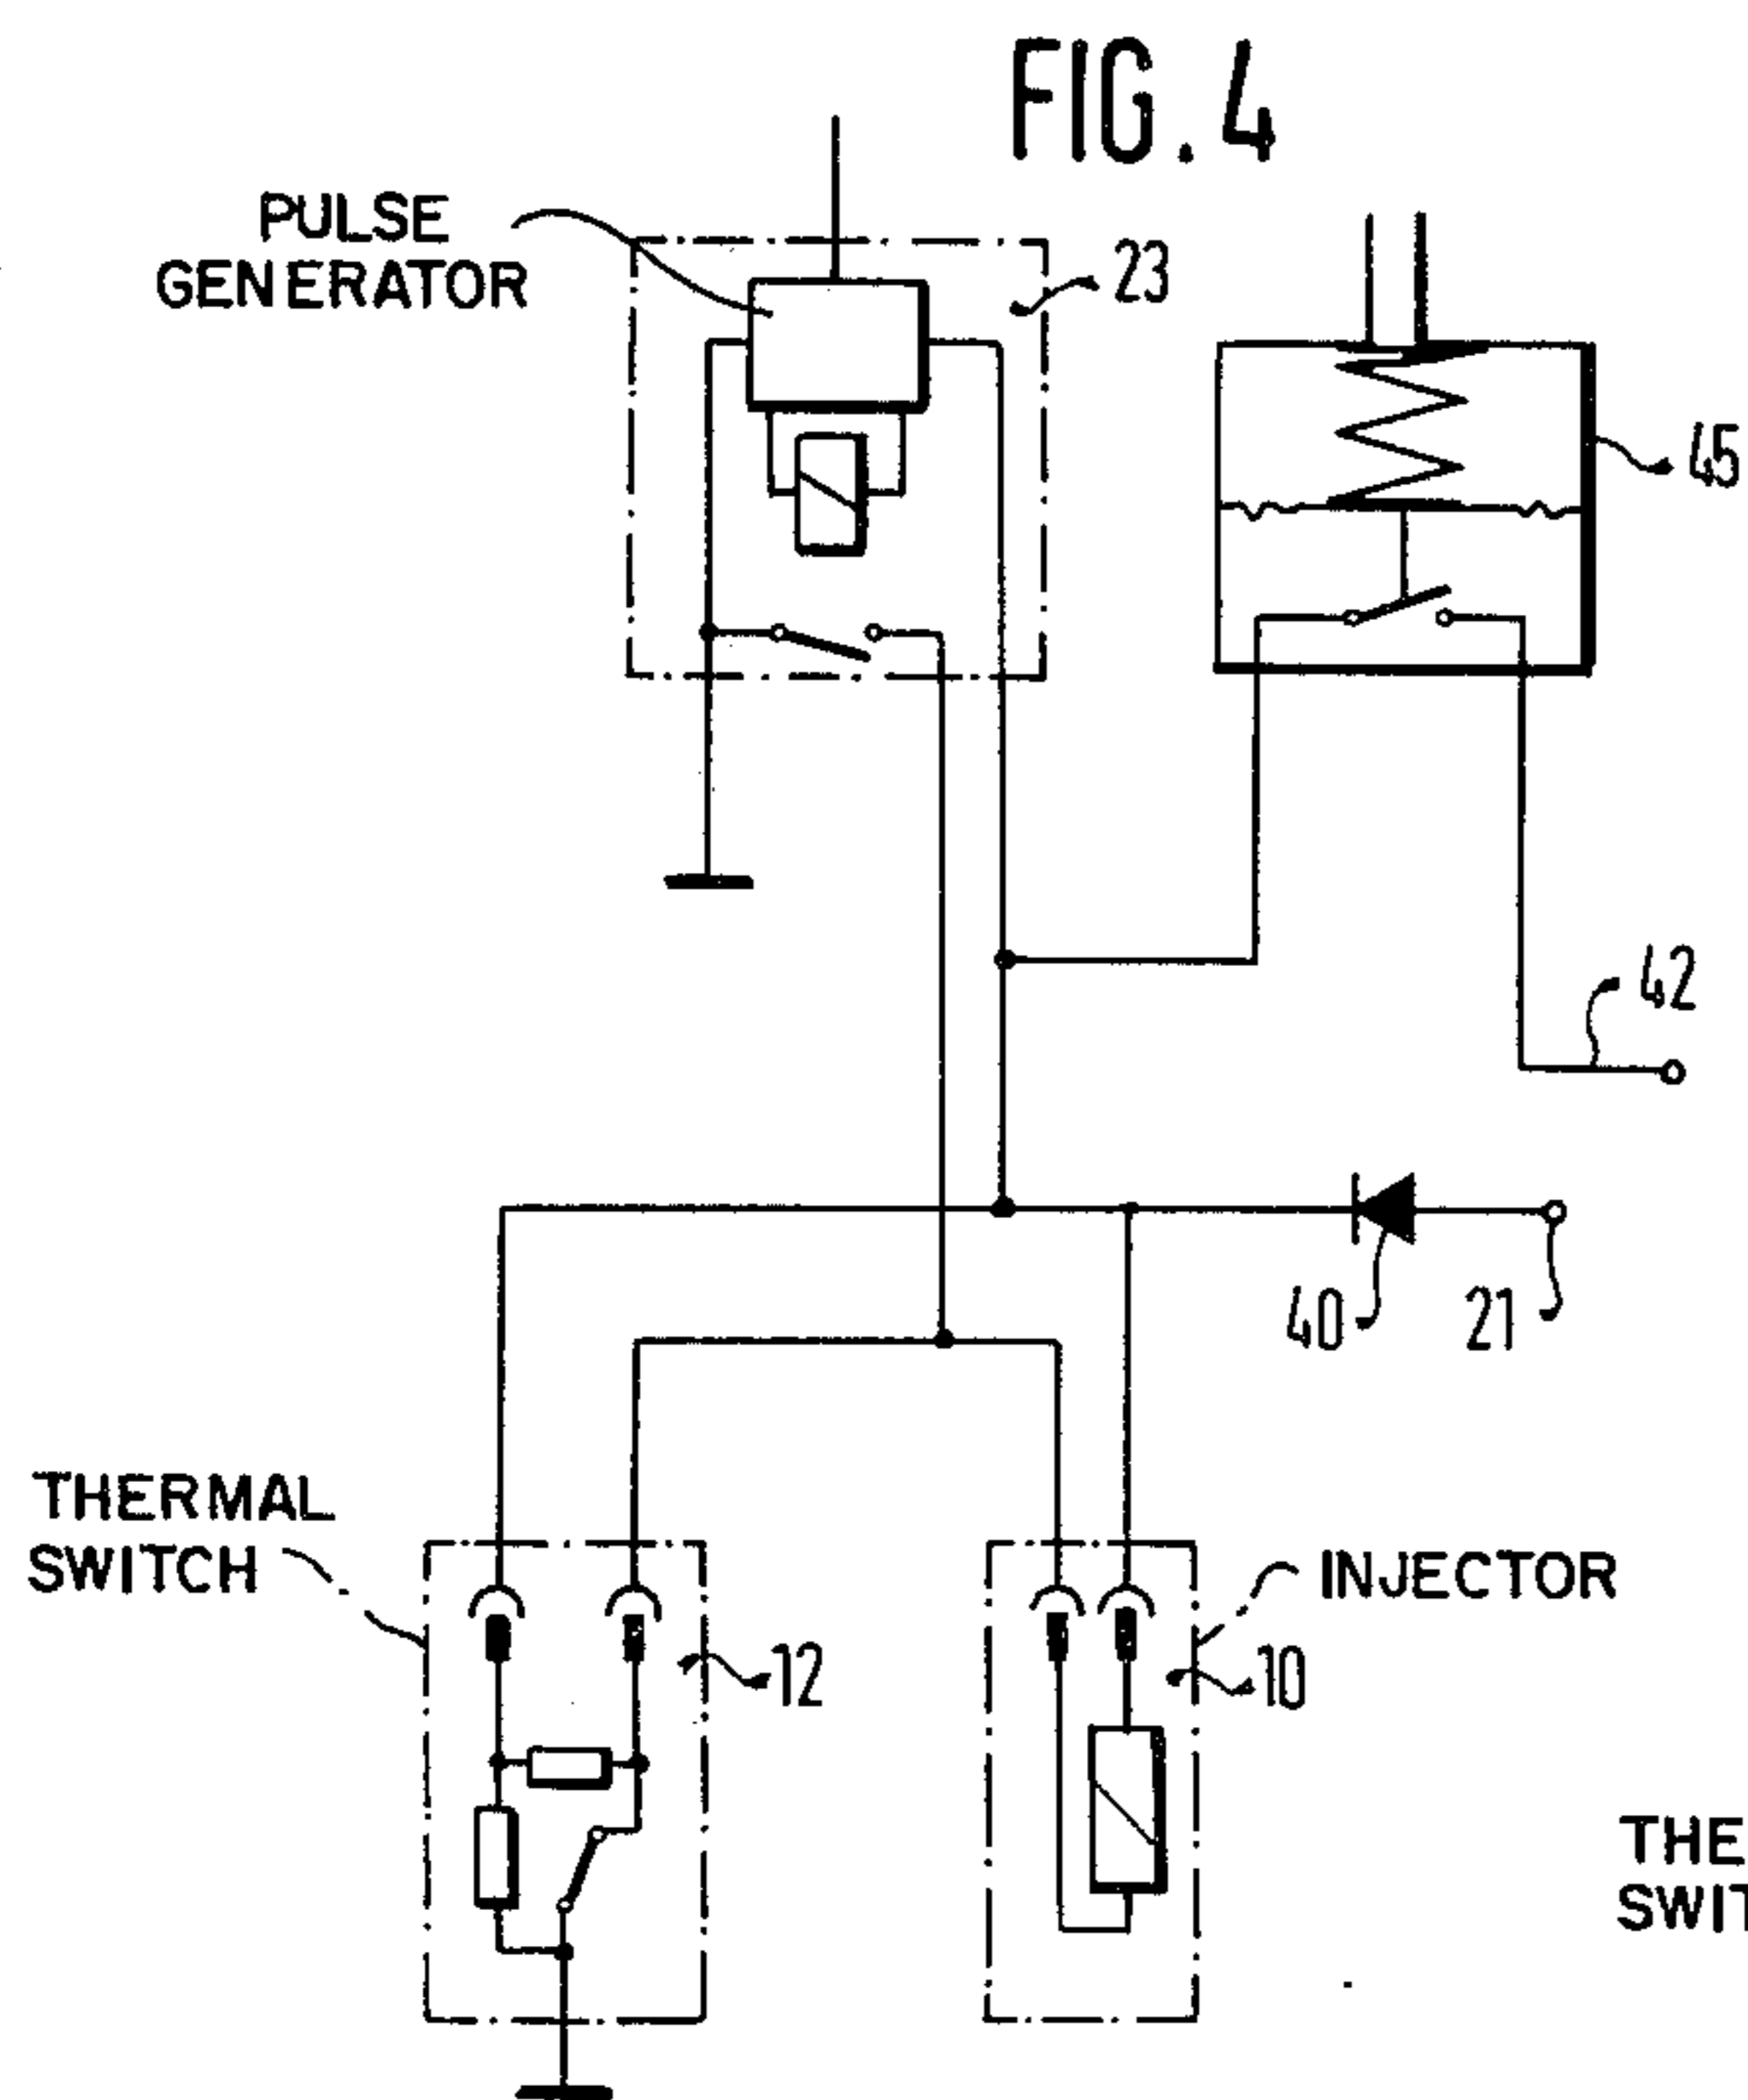 FIG. 4
PULSE
GENERATOR
23
45
42
40
21
THERMAL
SWITCH
INJECTOR
12
10
THE
SWIT